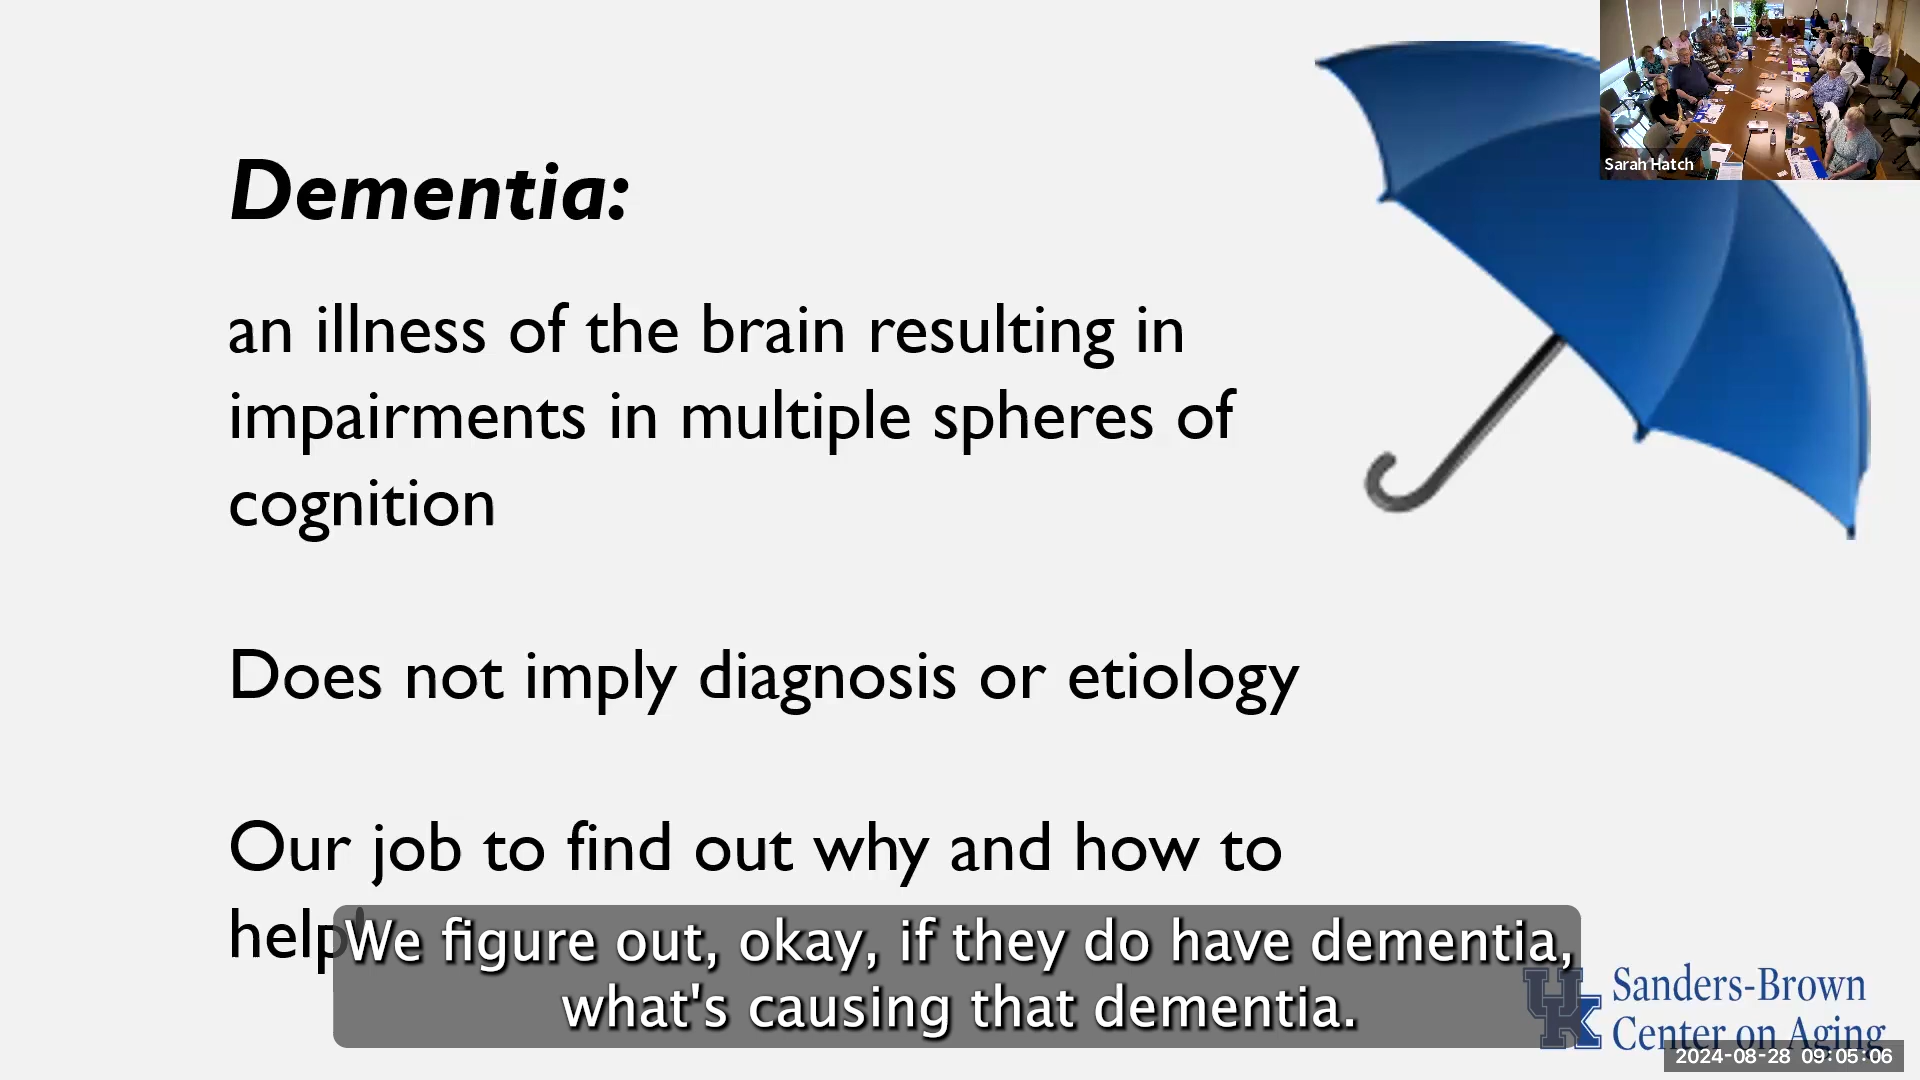 Sarah Hatch
Dementia:
an illness of the brain resulting in
impairments in multiple spheres of
cognition
Does not imply diagnosis or etiology
Our job to find out why and how to
help
We figure out, okay, if they do have dementia,
what's causing that dementia.
UK
Sanders-Brown
Center on Aging
2024-08-28 09:05:06